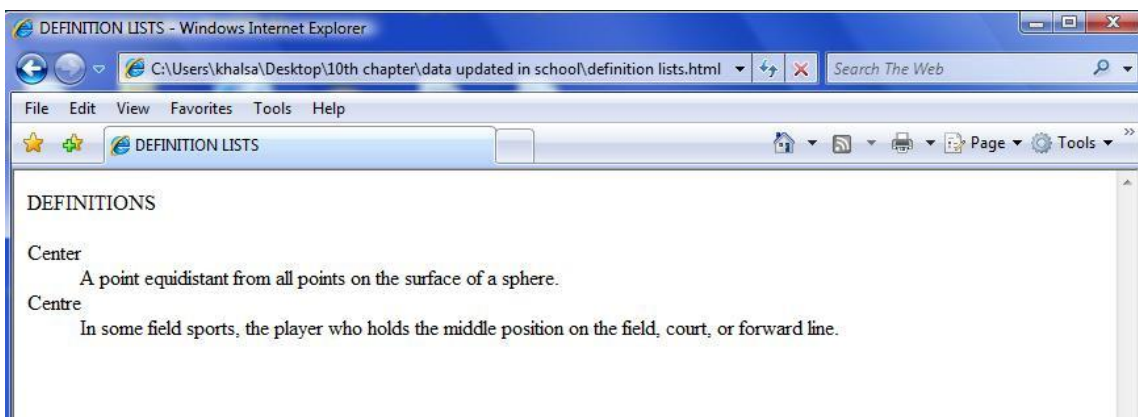 DEFINITION LISTS - Windows Internet Explorer
C:\Users\khalsa\Desktop\10th chapter\data updated in school\definition lists.html
Search The Web
File Edit View Favorites Tools Help
DEFINITION LISTS
Page Tools
DEFINITIONS
Center
A point equidistant from all points on the surface of a sphere.
Centre
In some field sports, the player who holds the middle position on the field, court, or forward line.